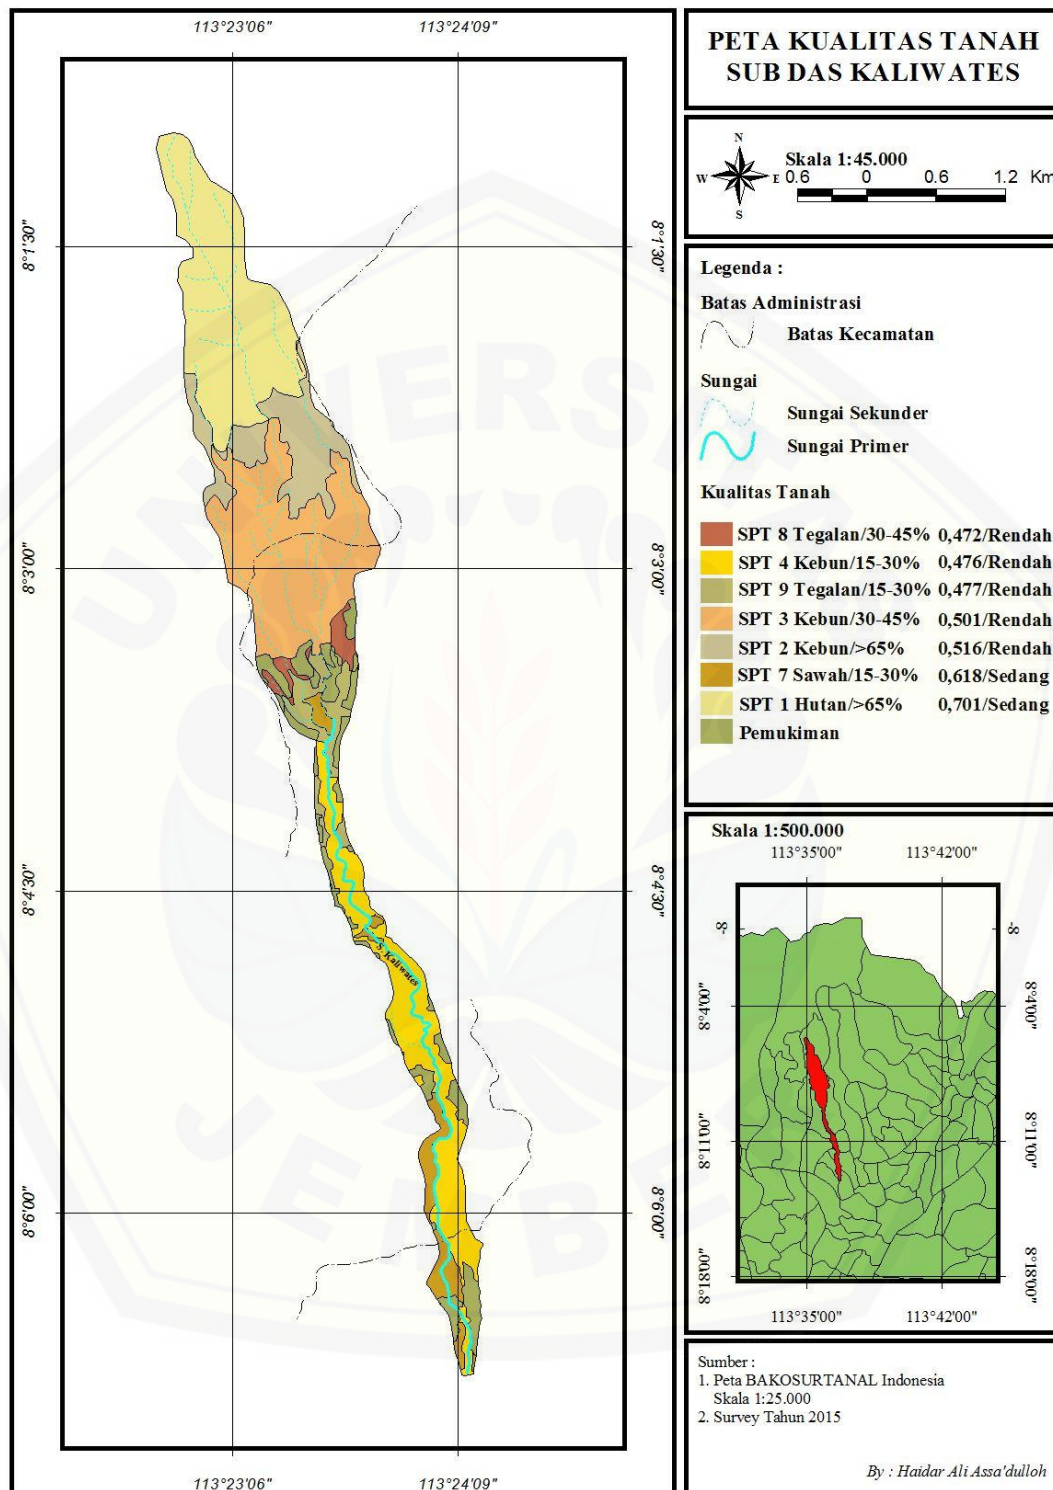 113°23'06" 113°24'09"
PETA KUALITAS TANAH
SUB DAS KALIWATES
N
W E
S
Skala 1:45.000
0.6 0 0.6 1.2 Km
8°1'30" 8°1'30"
8°3'00" 8°3'00"
8°4'30" 8°4'30"
8°6'00" 8°6'00"
S. Kaliwates
113°23'06" 113°24'09"
Legenda :
Batas Administrasi
Batas Kecamatan
Sungai
Sungai Sekunder
Sungai Primer
Kualitas Tanah
SPT 8 Tegalan/30-45% 0,472/Rendah
SPT 4 Kebun/15-30% 0,476/Rendah
SPT 9 Tegalan/15-30% 0,477/Rendah
SPT 3 Kebun/30-45% 0,501/Rendah
SPT 2 Kebun/>65% 0,516/Rendah
SPT 7 Sawah/15-30% 0,618/Sedang
SPT 1 Hutan/>65% 0,701/Sedang
Pemukiman
Skala 1:500.000
113°35'00" 113°42'00"
-8 -8
8°4'00" 8°4'00"
8°11'00" 8°11'00"
8°18'00" 8°18'00"
113°35'00" 113°42'00"
Sumber :
1. Peta BAKOSURTANAL Indonesia
Skala 1:25.000
2. Survey Tahun 2015
By : Haidar Ali Assa'dulloh
UNIVERSITAS
JEMBER